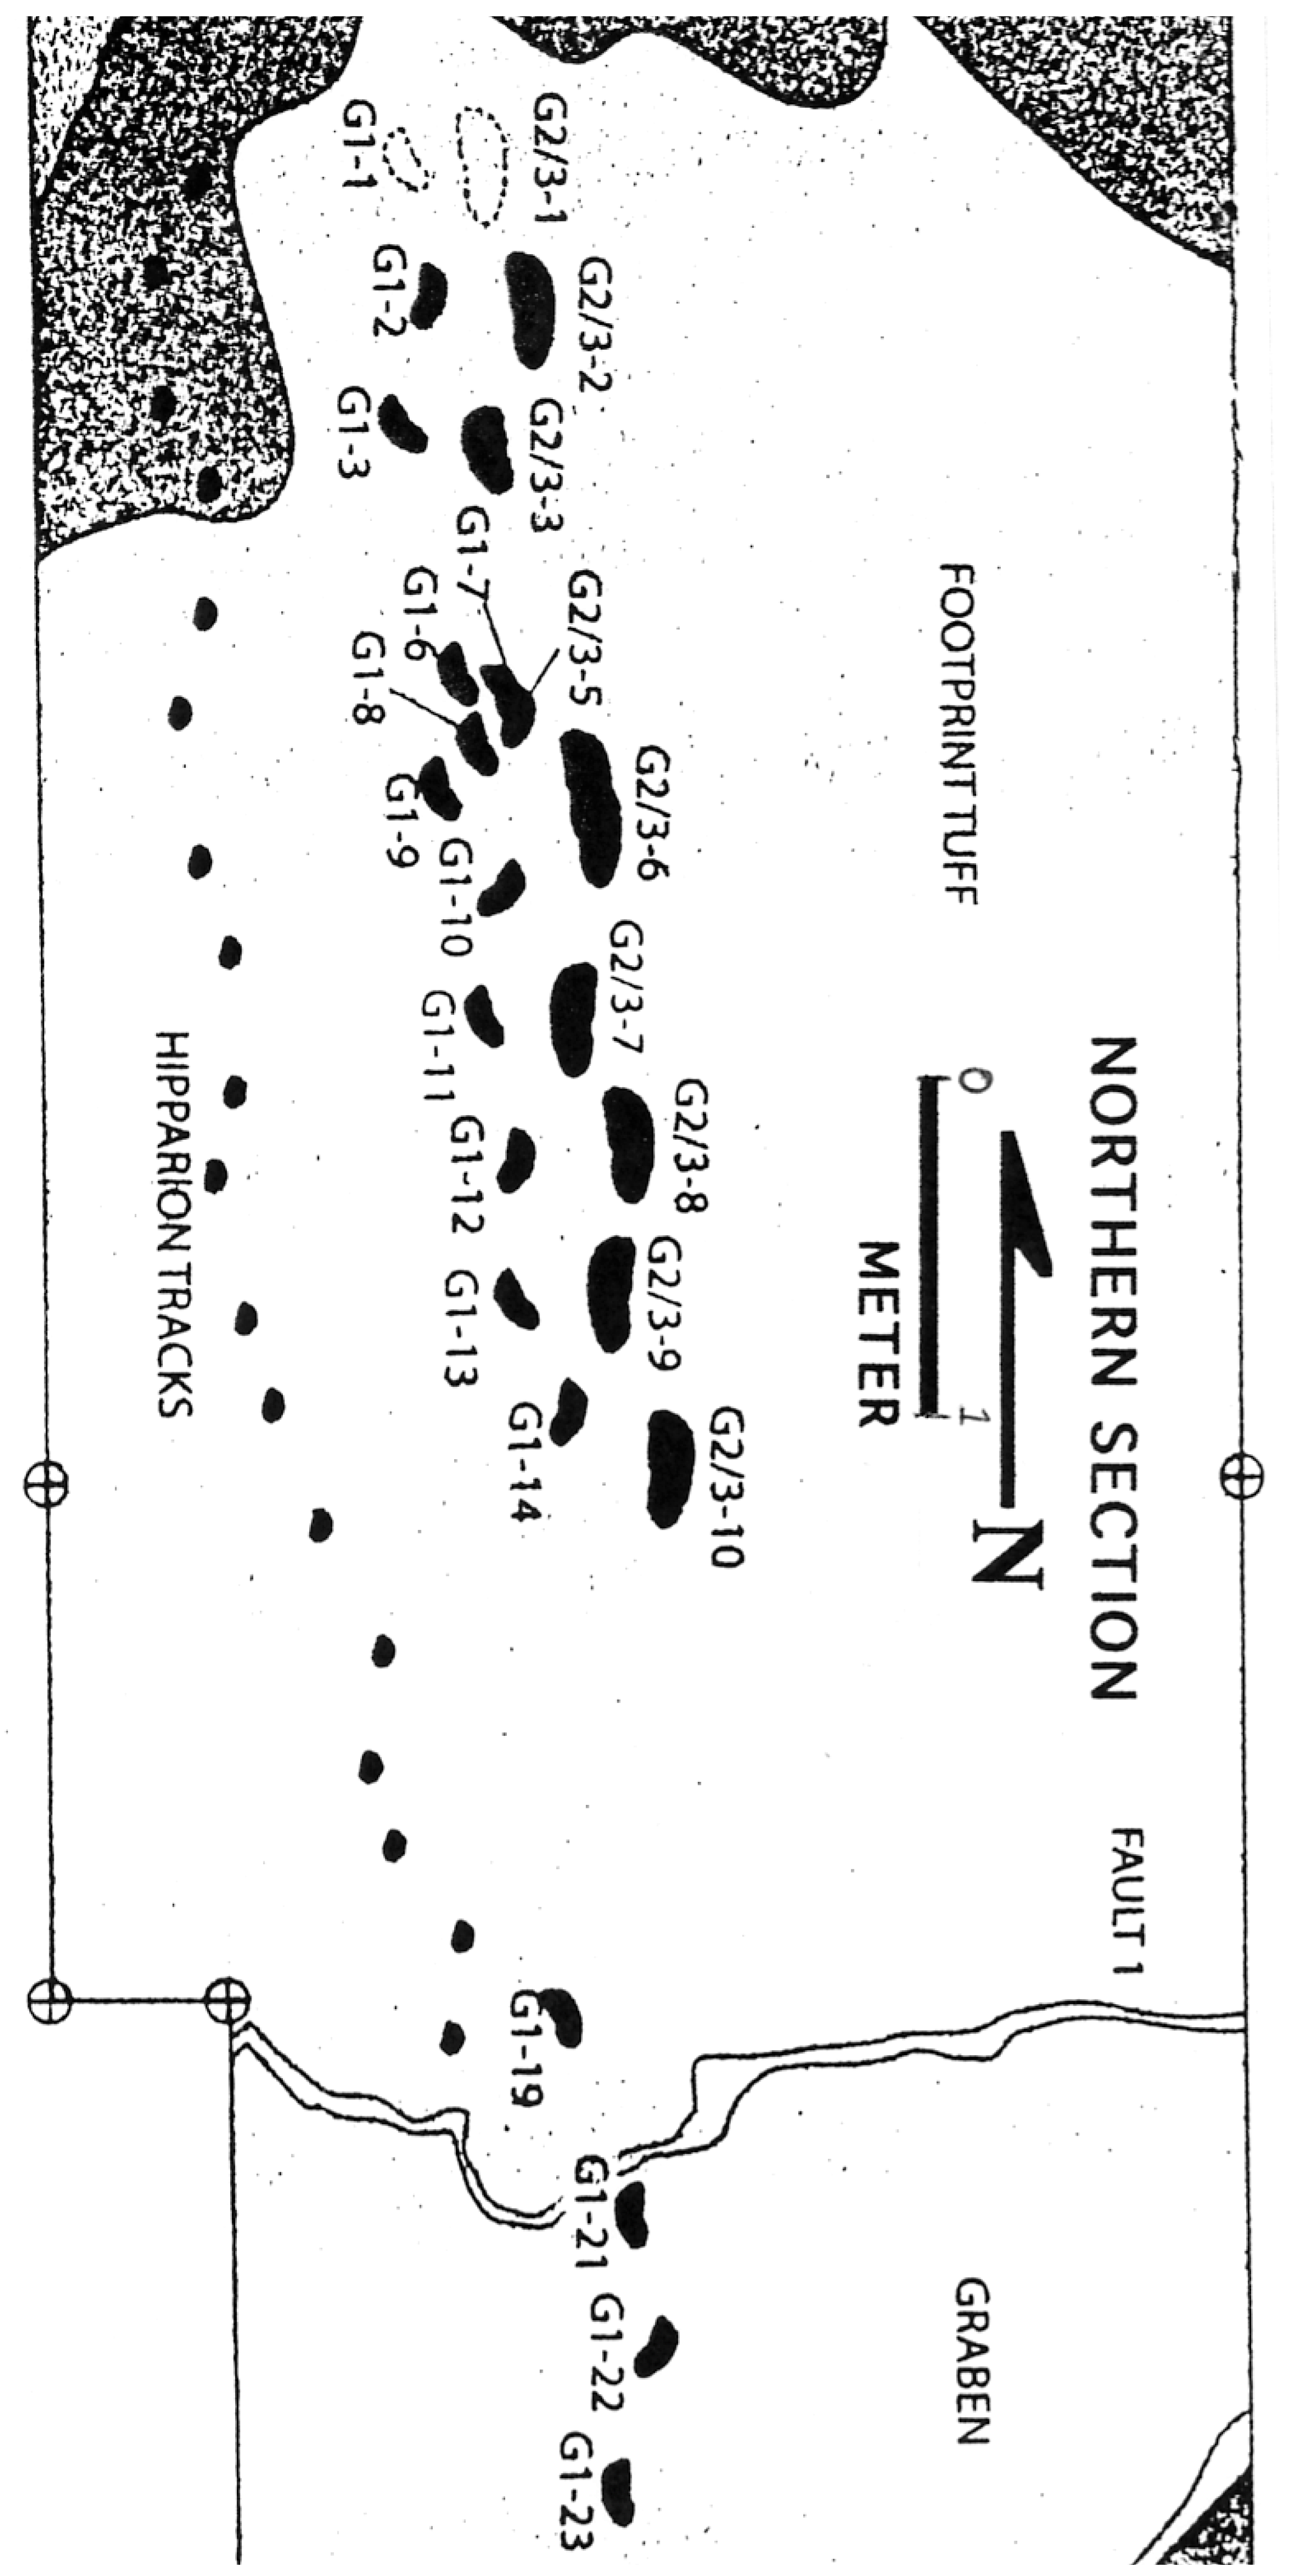 NORTHERN SECTION
FAULT 1
N
0 1
METER
FOOTPRINT TUFF
GRABEN
G2/3-1
G2/3-2
G2/3-3
G2/3-5
G2/3-6
G2/3-7
G2/3-8
G2/3-9
G2/3-10
G1-1
G1-2
G1-3
G1-7
G1-6
G1-8
G1-9
G1-10
G1-11
G1-12
G1-13
G1-14
G1-19
G1-21
G1-22
G1-23
HIPPARION TRACKS